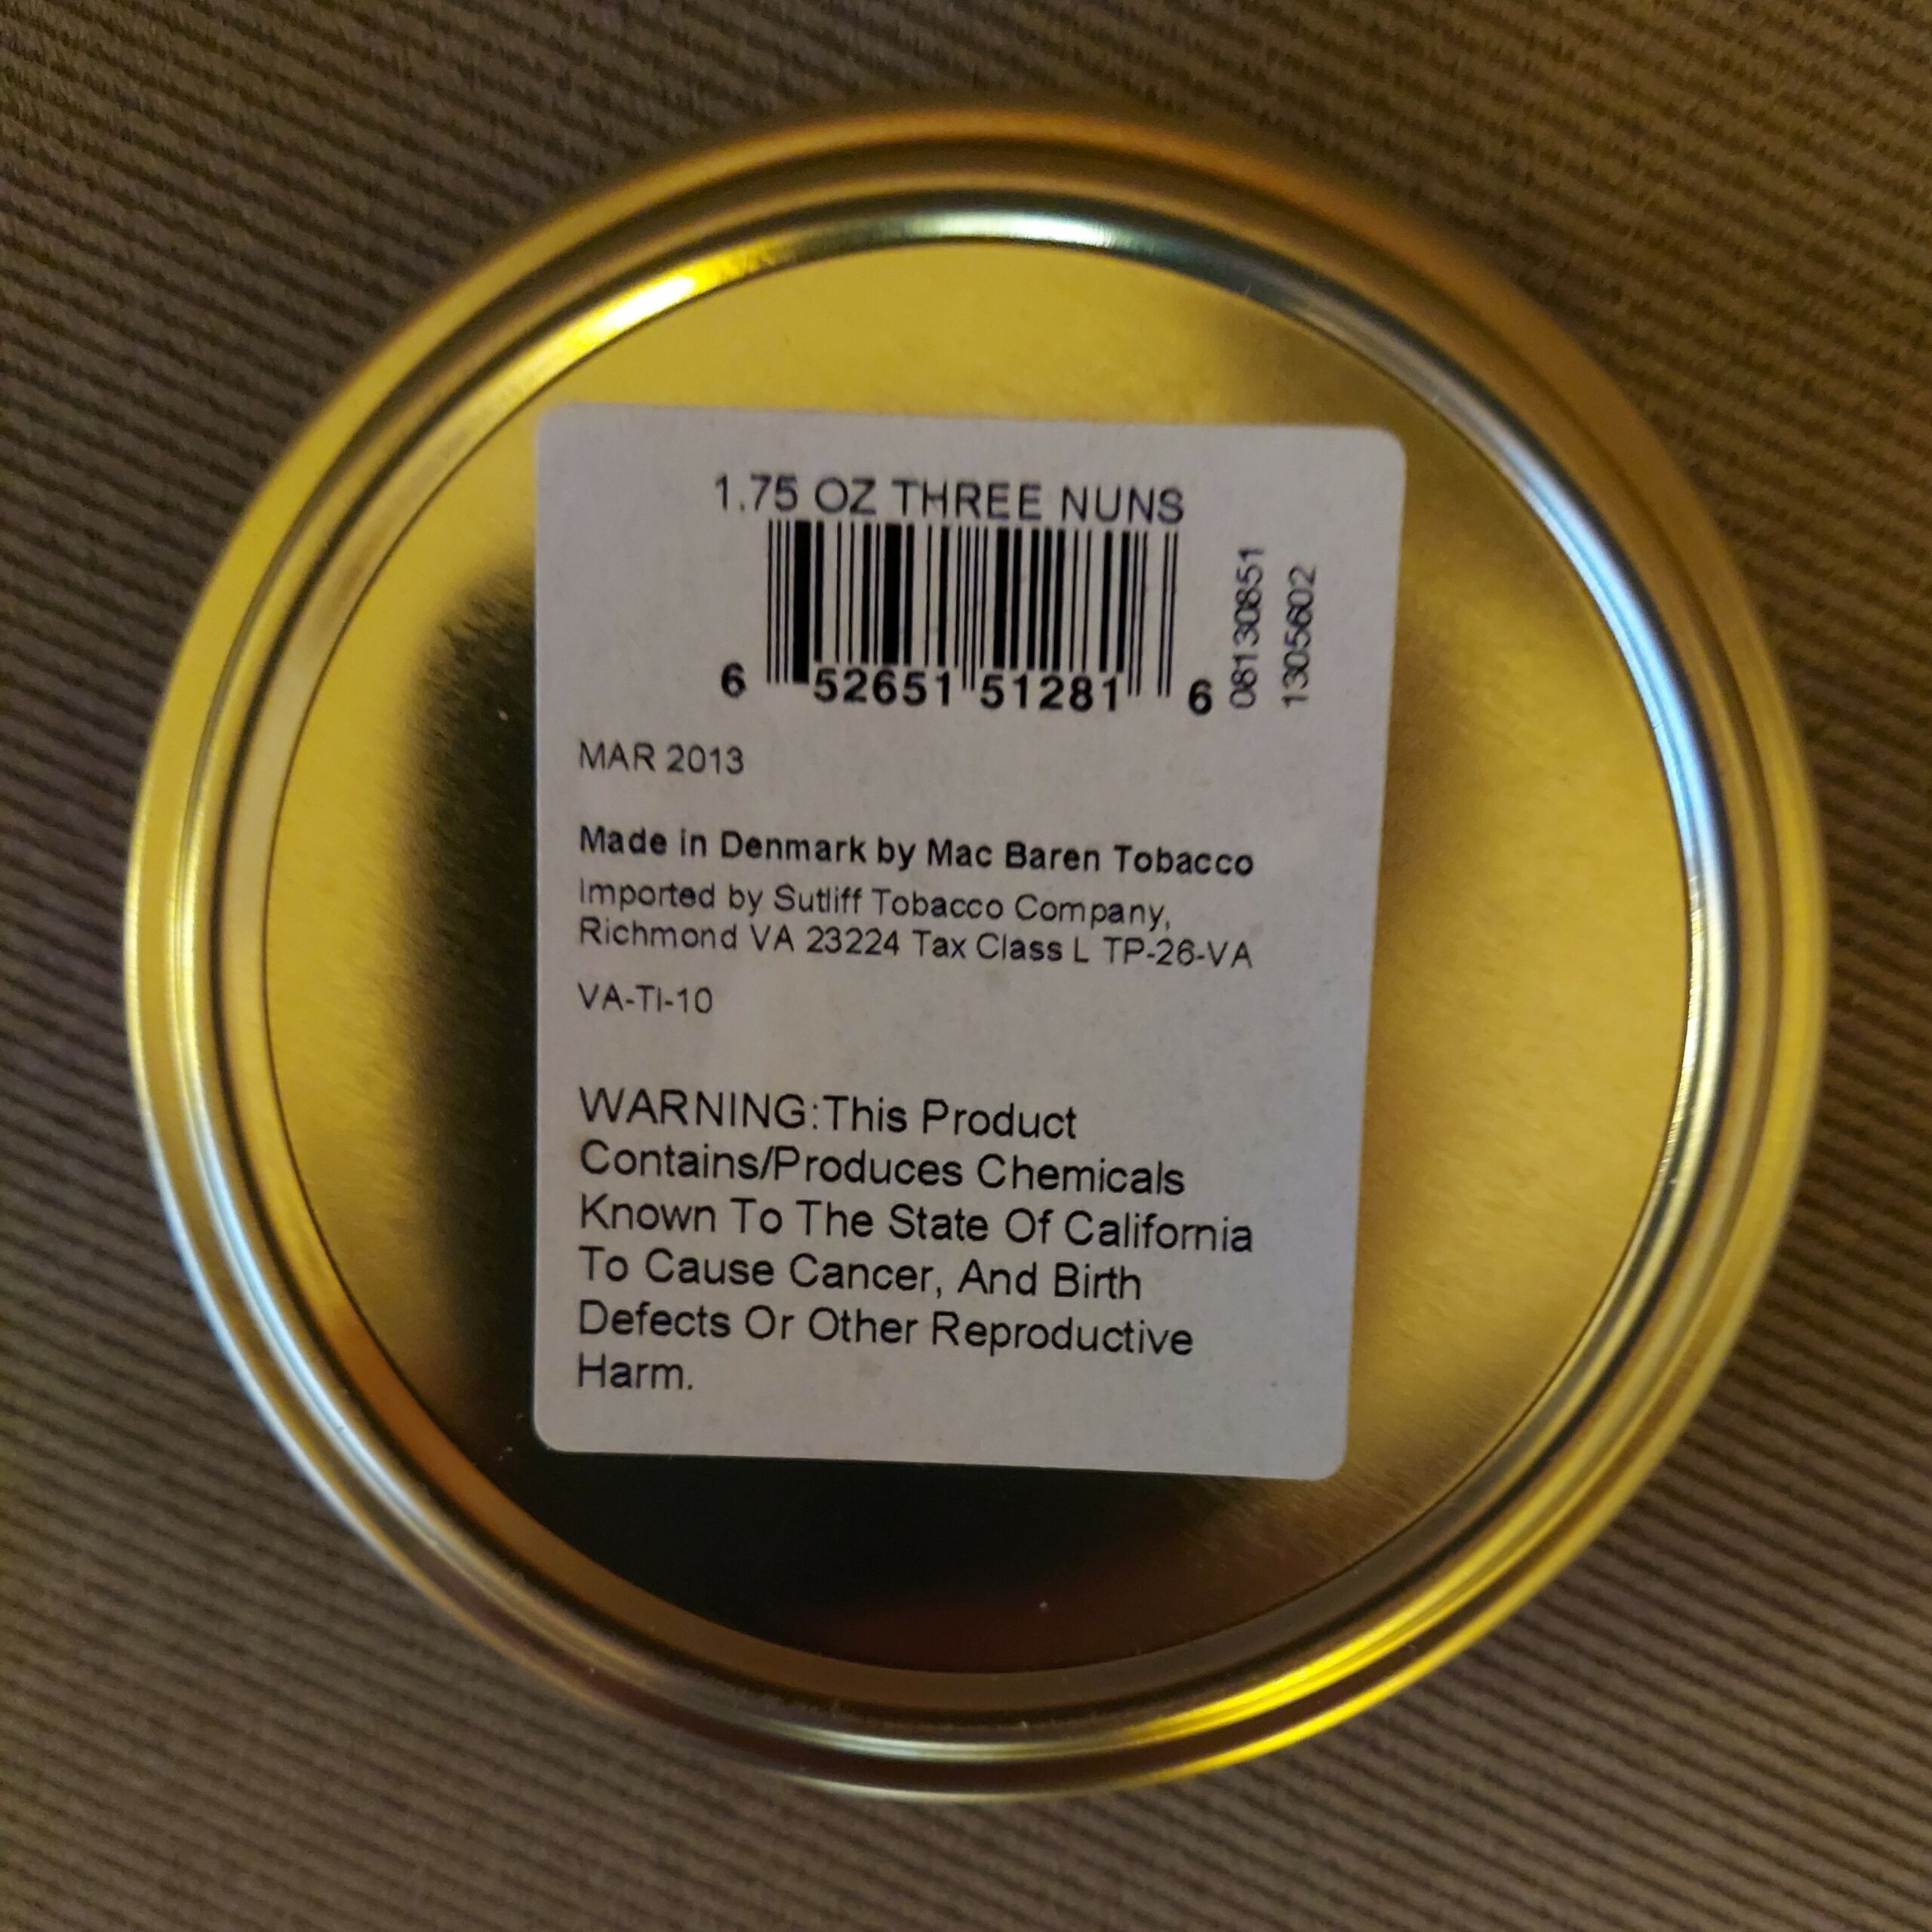 1.75 OZ THREE NUNS
6 52651 51281 6
08130851
1305602
MAR 2013
Made in Denmark by Mac Baren Tobacco
Imported by Sutliff Tobacco Company,
Richmond VA 23224 Tax Class L TP-26-VA
VA-TI-10
WARNING:This Product
Contains/Produces Chemicals
Known To The State Of California
To Cause Cancer, And Birth
Defects Or Other Reproductive
Harm.